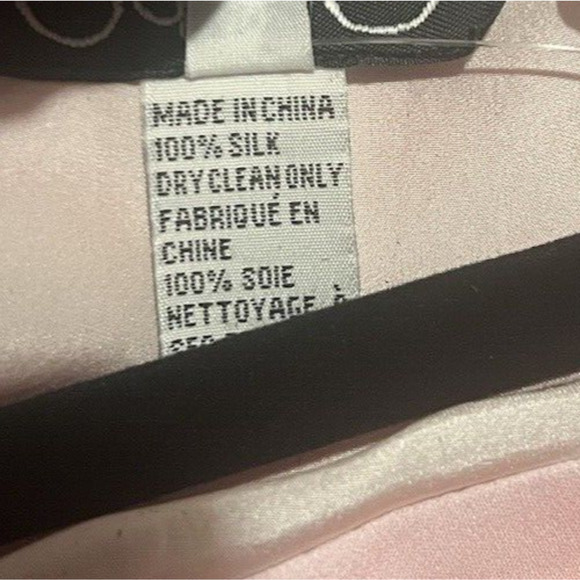 MADE IN CHINA
100% SILK
DRY CLEAN ONLY
FABRIQUÉ EN
CHINE
100% SOIE
NETTOYAGE À